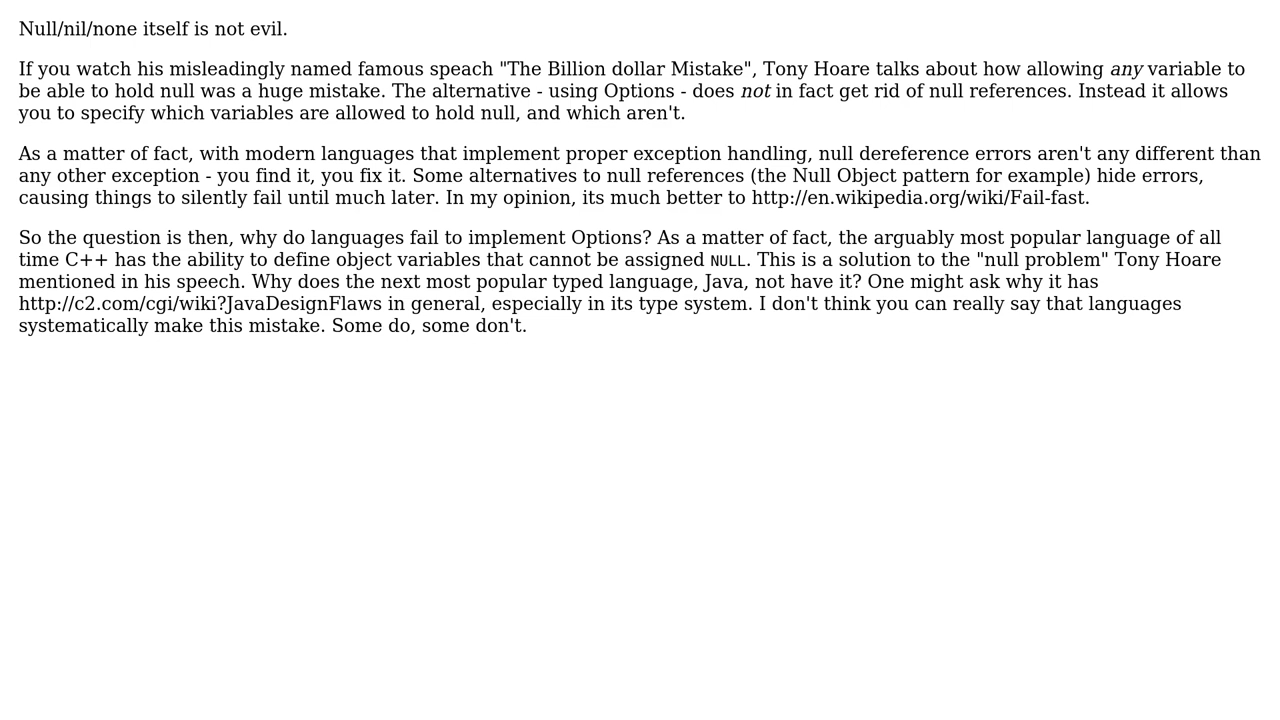 Null/nil/none itself is not evil.
If you watch his misleadingly named famous speach "The Billion dollar Mistake", Tony Hoare talks about how allowing any variable to
be able to hold null was a huge mistake. The alternative - using Options - does not in fact get rid of null references. Instead it allows
you to specify which variables are allowed to hold null, and which aren't.
As a matter of fact, with modern languages that implement proper exception handling, null dereference errors aren't any different than
any other exception - you find it, you fix it. Some alternatives to null references (the Null Object pattern for example) hide errors,
causing things to silently fail until much later. In my opinion, its much better to http://en.wikipedia.org/wiki/Fail-fast.
So the question is then, why do languages fail to implement Options? As a matter of fact, the arguably most popular language of all
time C++ has the ability to define object variables that cannot be assigned NULL. This is a solution to the "null problem" Tony Hoare
mentioned in his speech. Why does the next most popular typed language, Java, not have it? One might ask why it has
http://c2.com/cgi/wiki?JavaDesignFlaws in general, especially in its type system. I don't think you can really say that languages
systematically make this mistake. Some do, some don't.